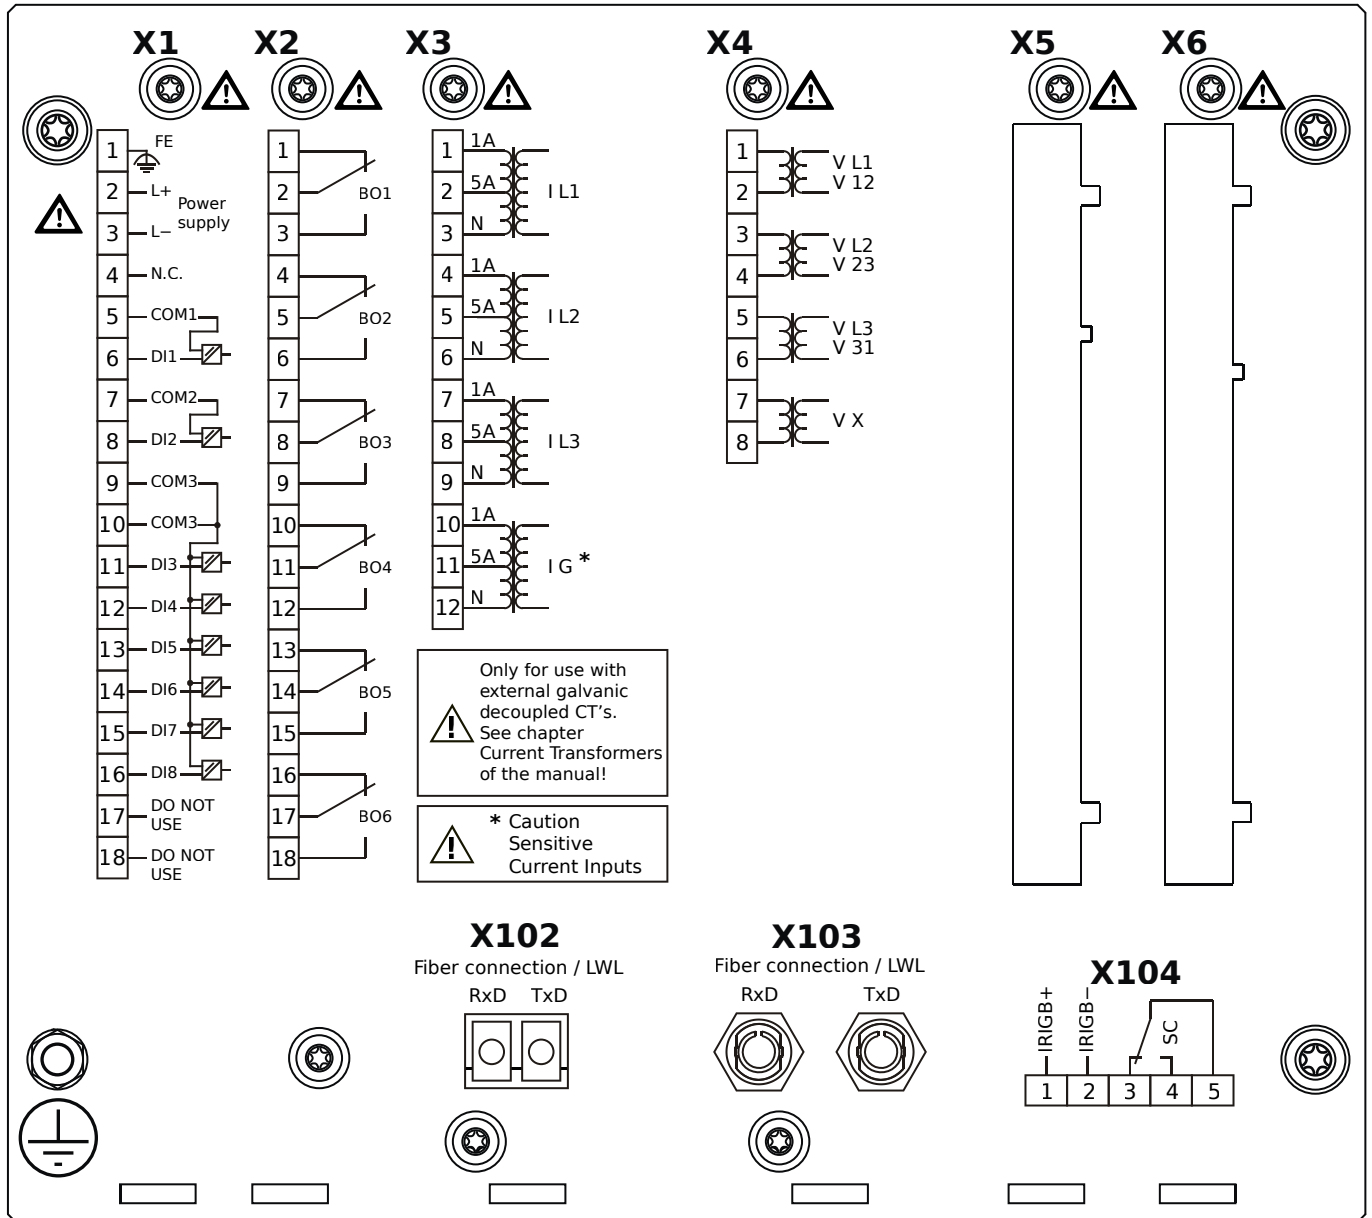 X1
X2
X3
X4
X5
X6
1 FE
2 L+ Power
supply
3 L−
4 N.C.
5 COM1
6 DI1
7 COM2
8 DI2
9 COM3
10 COM3
11 DI3
12 DI4
13 DI5
14 DI6
15 DI7
16 DI8
17 DO NOT
USE
18 DO NOT
USE
1
2 BO1
3
4
5 BO2
6
7
8 BO3
9
10
11 BO4
12
13
14 BO5
15
16
17 BO6
18
1 1A
2 5A I L1
3 N
4 1A
5 5A I L2
6 N
7 1A
8 5A I L3
9 N
10 1A
11 5A I G *
12 N
!
Only for use with
external galvanic
decoupled CT's.
See chapter
Current Transformers
of the manual!
!
* Caution
Sensitive
Current Inputs
1 V L1
2 V 12
3 V L2
4 V 23
5 V L3
6 V 31
7 V X
8
X102
Fiber connection / LWL
RxD TxD
X103
Fiber connection / LWL
RxD TxD
X104
IRIGB+
IRIGB−
SC
1 2 3 4 5